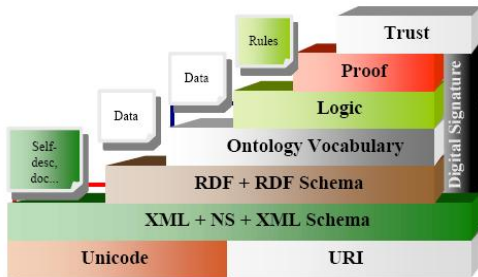 Trust
Rules
Proof
Data
Logic
Data
Ontology Vocabulary
Digital Signature
Self-
desc,
doc...
RDF + RDF Schema
XML + NS + XML Schema
Unicode
URI